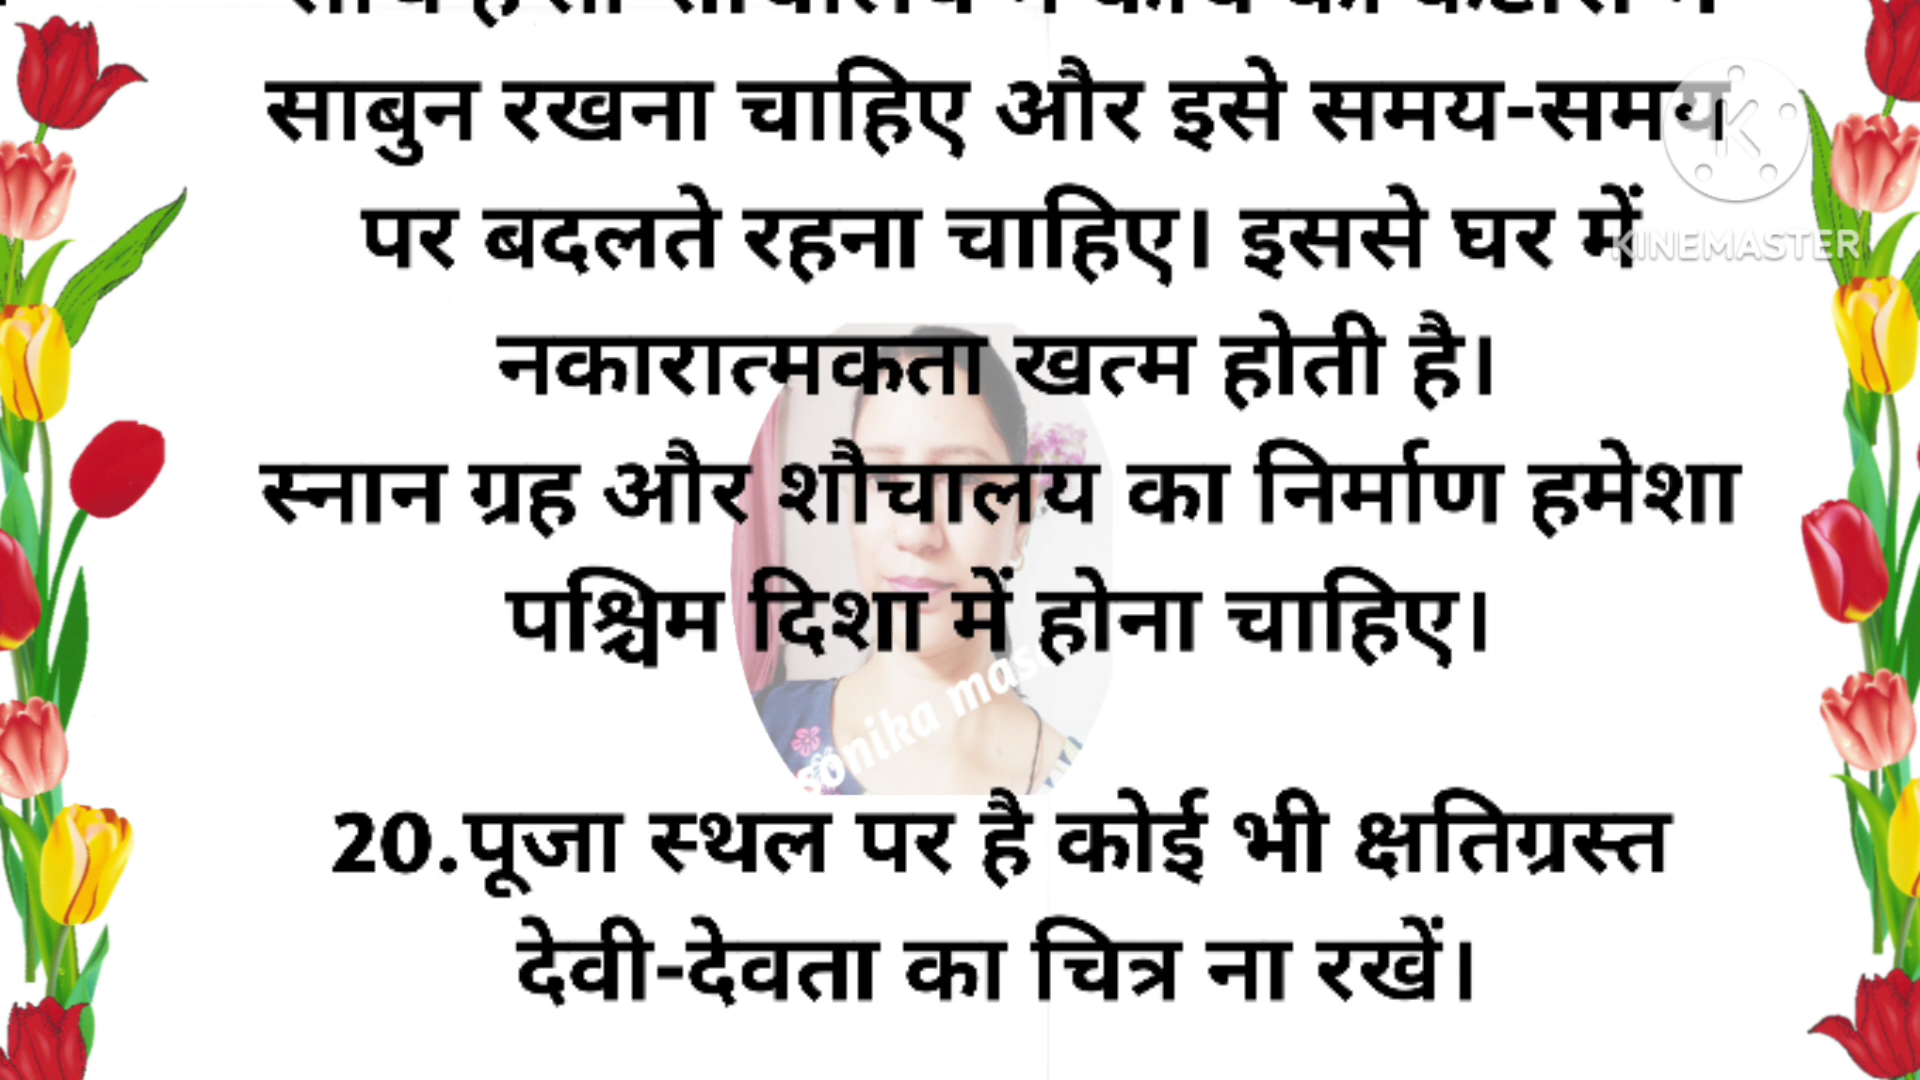 साबुन रखना चाहिए और इसे समय-समय
पर बदलते रहना चाहिए। इससे घर में
KINEMASTER
नकारात्मकता खत्म होती है।
स्नान ग्रह और शौचालय का निर्माण हमेशा
पश्चिम दिशा में होना चाहिए।
sonika
20.पूजा स्थल पर है कोई भी क्षतिग्रस्त
देवी-देवता का चित्र ना रखें।